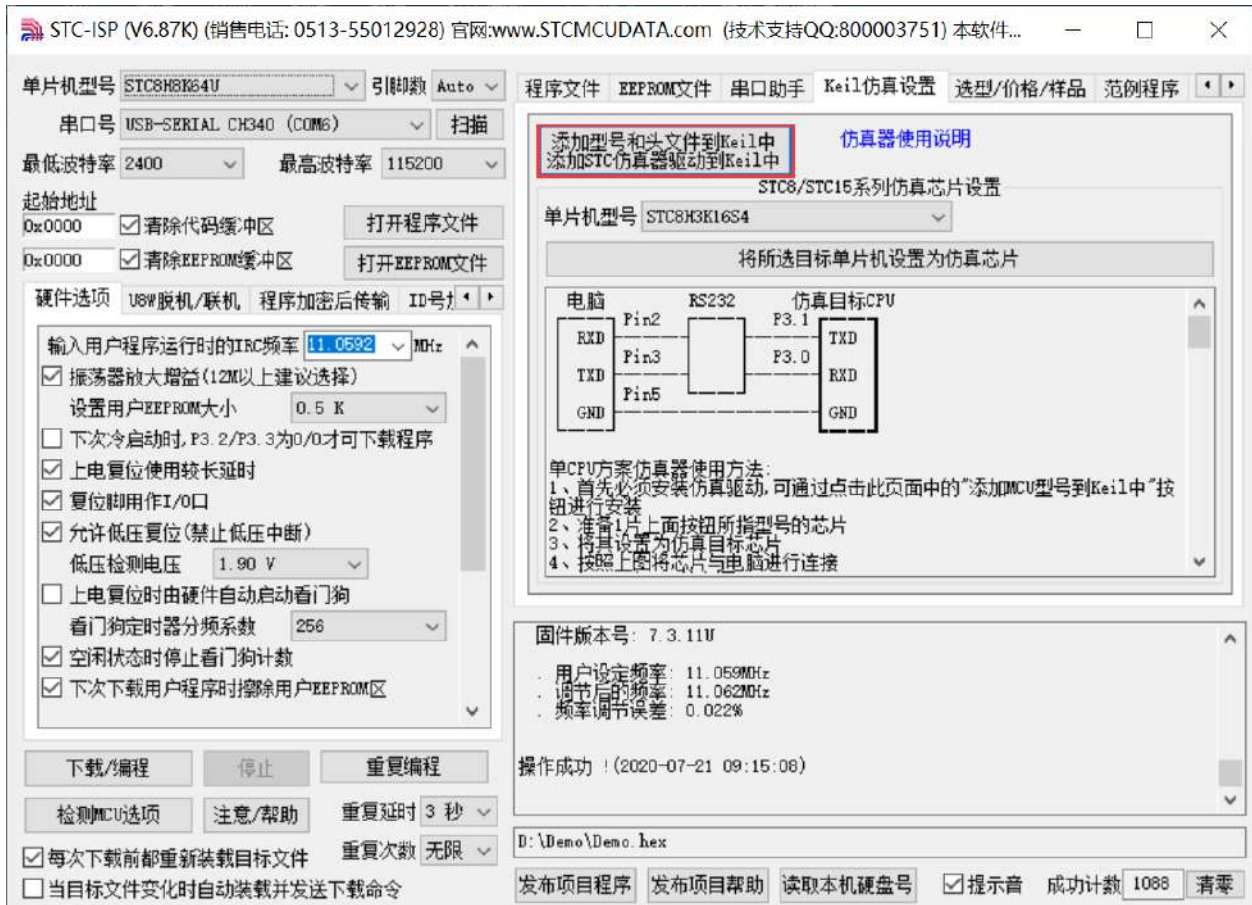 STC-ISP (V6.87K) (销售电话: 0513-55012928) 官网:www.STCMCUDATA.com (技术支持QQ:800003751) 本软件...
单片机型号 STC8H8K64U 引脚数 Auto
串口号 USB-SERIAL CH340 (COM6) 扫描
最低波特率 2400 最高波特率 115200
起始地址
0x0000 清除代码缓冲区 打开程序文件
0x0000 清除EEPROM缓冲区 打开EEPROM文件
硬件选项 U8W脱机/联机 程序加密后传输
输入用户程序运行时的IRC频率 11.0592 MHz
振荡器放大增益(12M以上建议选择)
设置用户EEPROM大小 0.5 K
下次冷启动时,P3.2/P3.3为0/0才可下载程序
上电复位使用较长延时
复位脚用作I/O口
允许低压复位(禁止低压中断)
低压检测电压 1.90 V
上电复位时由硬件自动启动看门狗
看门狗定时器分频系数 256
空闲状态时停止看门狗计数
下次下载用户程序时擦除用户EEPROM区
下载/编程 停止 重复编程
检测MCU选项 注意/帮助 重复延时 3 秒
重复次数 无限
每次下载前都重新装载目标文件
当目标文件变化时自动装载并发送下载命令
程序文件 EEPROM文件 串口助手 Keil仿真设置 选型/价格/样品 范例程序
添加型号和头文件到Keil中
添加STC仿真器驱动到Keil中
仿真器使用说明
STC8/STC15系列仿真芯片设置
单片机型号 STC8H3K16S4
将所选目标单片机设置为仿真芯片
电脑 RS232 仿真目标CPU
Pin2 P3.1
RXD TXD
Pin3 P3.0
TXD RXD
Pin5
GND GND
单CPU方案仿真器使用方法:
1、首先必须安装仿真驱动,可通过点击此页面中的"添加MCU型号到Keil中"按
钮进行安装
2、准备1片上面按钮所指型号的芯片
3、将其设置为仿真目标芯片
4、按照上图将芯片与电脑进行连接
固件版本号: 7.3.11U
. 用户设定频率: 11.059MHz
. 调节后的频率: 11.062MHz
. 频率调节误差: 0.022%
操作成功 !(2020-07-21 09:15:08)
D:\Demo\Demo.hex
发布项目程序 发布项目帮助 读取本机硬盘号 提示音 成功计数 1088 清零